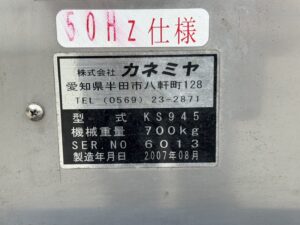 60Hz仕様
株式会社 カネミヤ
愛知県半田市八軒町128
TEL (0569) 23-2871
型式 KS945
機械重量 700kg
SER.NO 6013
製造年月日 2007年08月